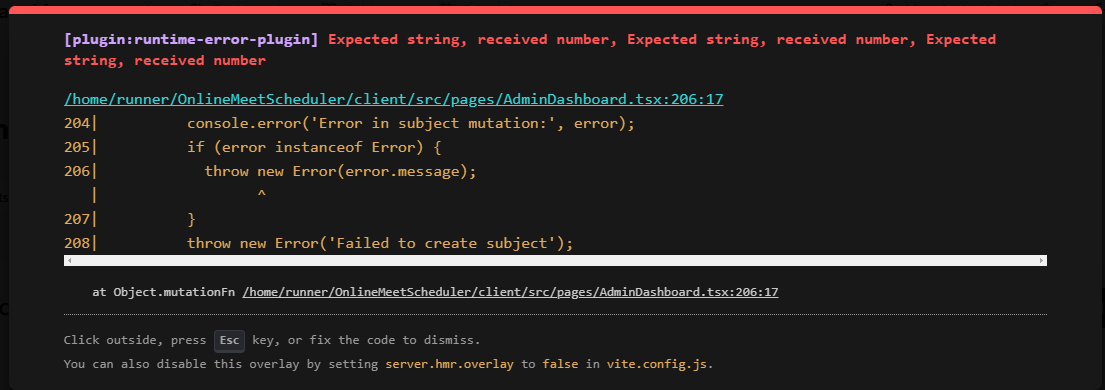 [plugin:runtime-error-plugin] Expected string, received number, Expected string, received number, Expected
string, received number
/home/runner/OnlineMeetScheduler/client/src/pages/AdminDashboard.tsx:206:17
204|          console.error('Error in subject mutation:', error);
205|          if (error instanceof Error) {
206|            throw new Error(error.message);
   |                  ^
207|          }
208|          throw new Error('Failed to create subject');
at Object.mutationFn /home/runner/OnlineMeetScheduler/client/src/pages/AdminDashboard.tsx:206:17
Click outside, press Esc key, or fix the code to dismiss.
You can also disable this overlay by setting server.hmr.overlay to false in vite.config.js.